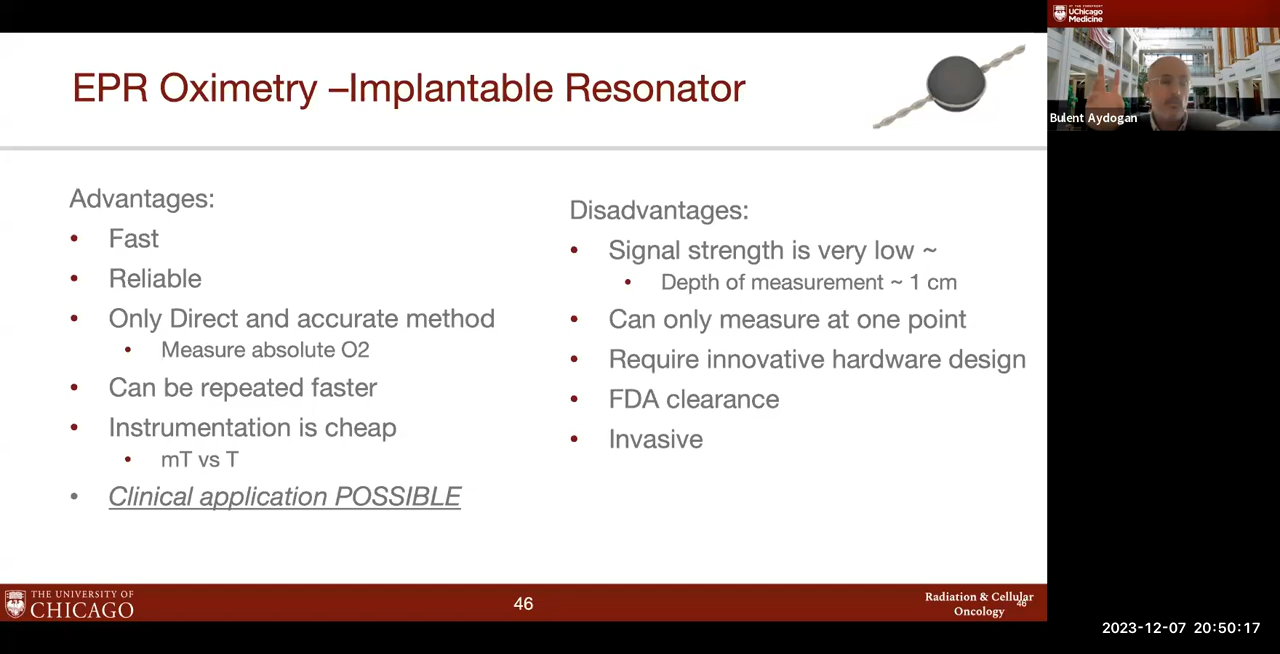 EPR Oximetry –Implantable Resonator
Advantages:
• Fast
• Reliable
• Only Direct and accurate method
• Measure absolute O2
• Can be repeated faster
• Instrumentation is cheap
• mT vs T
• Clinical application POSSIBLE
Disadvantages:
• Signal strength is very low ~
• Depth of measurement ~ 1 cm
• Can only measure at one point
• Require innovative hardware design
• FDA clearance
• Invasive
THE UNIVERSITY OF
CHICAGO
46
Radiation & Cellular
Oncology
46
UChicago
Medicine
Bulent Aydogan
2023-12-07 20:50:17